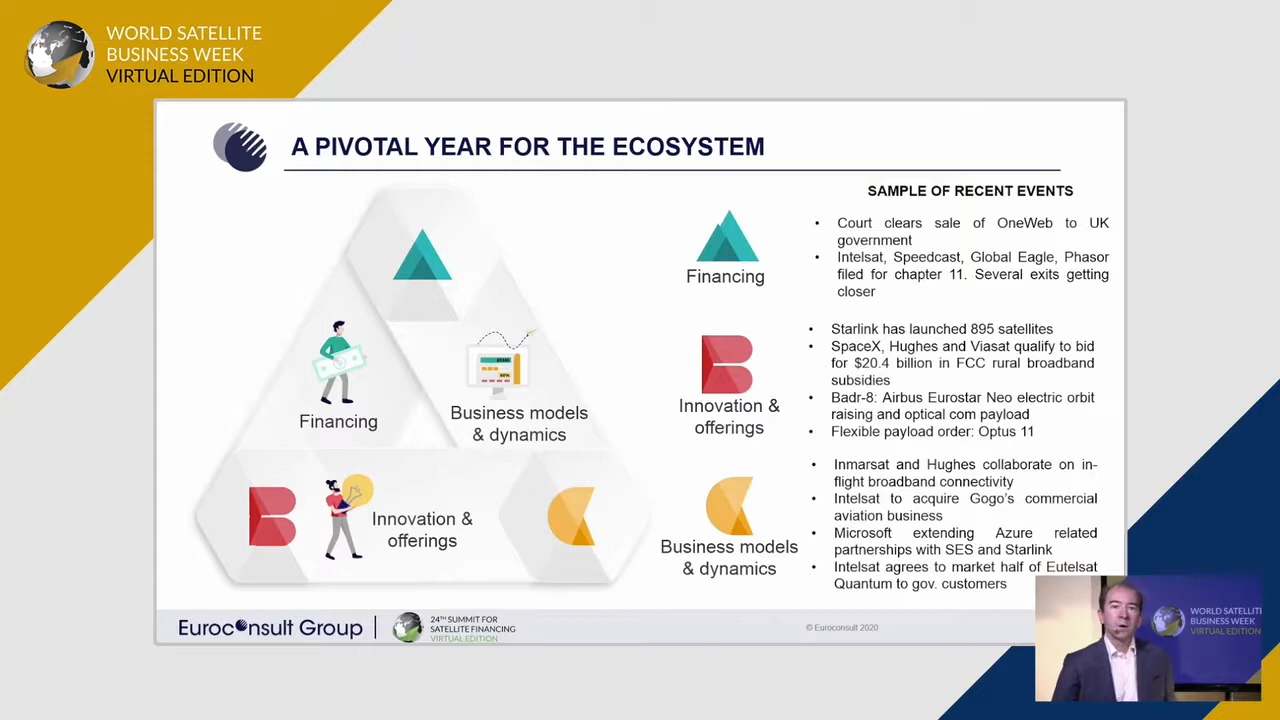 WORLD SATELLITE
BUSINESS WEEK
VIRTUAL EDITION
A PIVOTAL YEAR FOR THE ECOSYSTEM
SAMPLE OF RECENT EVENTS
Financing
Business models
& dynamics
Innovation &
offerings
Financing
• Court clears sale of OneWeb to UK
government
• Intelsat, Speedcast, Global Eagle, Phasor
filed for chapter 11. Several exits getting
closer
Innovation &
offerings
• Starlink has launched 895 satellites
• SpaceX, Hughes and Viasat qualify to bid
for $20.4 billion in FCC rural broadband
subsidies
• Badr-8: Airbus Eurostar Neo electric orbit
raising and optical com payload
• Flexible payload order: Optus 11
Business models
& dynamics
• Inmarsat and Hughes collaborate on in-
flight broadband connectivity
• Intelsat to acquire Gogo's commercial
aviation business
• Microsoft extending Azure related
partnerships with SES and Starlink
• Intelsat agrees to market half of Eutelsat
Quantum to gov. customers
Euroconsult Group
24TH SUMMIT FOR
SATELLITE FINANCING
VIRTUAL EDITION
© Euroconsult 2020
WORLD SATELLIT
BUSINESS WEEK
VIRTUAL EDITION